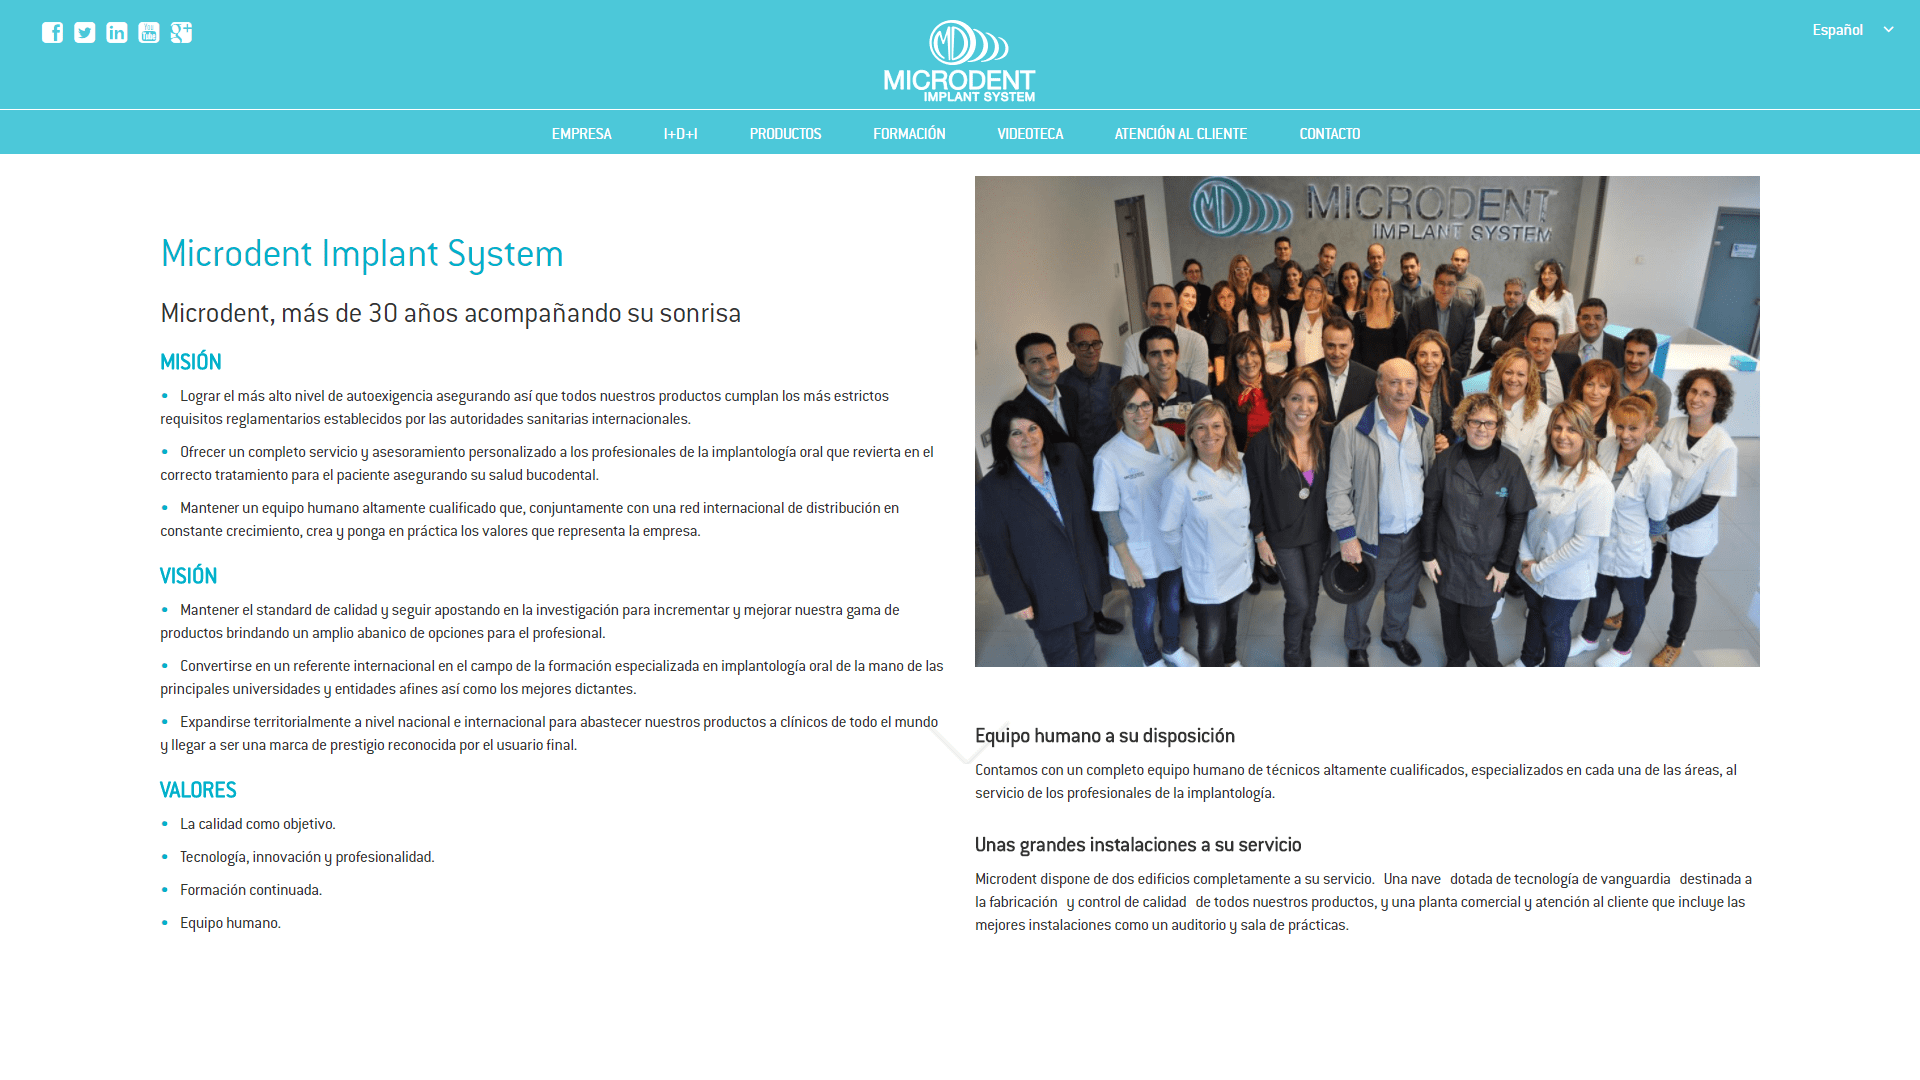 Español
MD
MICRODENT
IMPLANT SYSTEM
EMPRESA I+D+I PRODUCTOS FORMACIÓN VIDEOTECA ATENCIÓN AL CLIENTE CONTACTO
Microdent Implant System
Microdent, más de 30 años acompañando su sonrisa
MISIÓN
• Lograr el más alto nivel de autoexigencia asegurando así que todos nuestros productos cumplan los más estrictos
requisitos reglamentarios establecidos por las autoridades sanitarias internacionales.
• Ofrecer un completo servicio y asesoramiento personalizado a los profesionales de la implantología oral que revierta en el
correcto tratamiento para el paciente asegurando su salud bucodental.
• Mantener un equipo humano altamente cualificado que, conjuntamente con una red internacional de distribución en
constante crecimiento, crea y ponga en práctica los valores que representa la empresa.
VISIÓN
• Mantener el standard de calidad y seguir apostando en la investigación para incrementar y mejorar nuestra gama de
productos brindando un amplio abanico de opciones para el profesional.
• Convertirse en un referente internacional en el campo de la formación especializada en implantología oral de la mano de las
principales universidades y entidades afines así como los mejores dictantes.
• Expandirse territorialmente a nivel nacional e internacional para abastecer nuestros productos a clínicos de todo el mundo
y llegar a ser una marca de prestigio reconocida por el usuario final.
VALORES
• La calidad como objetivo.
• Tecnología, innovación y profesionalidad.
• Formación continuada.
• Equipo humano.
MD MICRODENT
IMPLANT SYSTEM
Equipo humano a su disposición
Contamos con un completo equipo humano de técnicos altamente cualificados, especializados en cada una de las áreas, al
servicio de los profesionales de la implantología.
Unas grandes instalaciones a su servicio
Microdent dispone de dos edificios completamente a su servicio. Una nave dotada de tecnología de vanguardia destinada a
la fabricación y control de calidad de todos nuestros productos, y una planta comercial y atención al cliente que incluye las
mejores instalaciones como un auditorio y sala de prácticas.